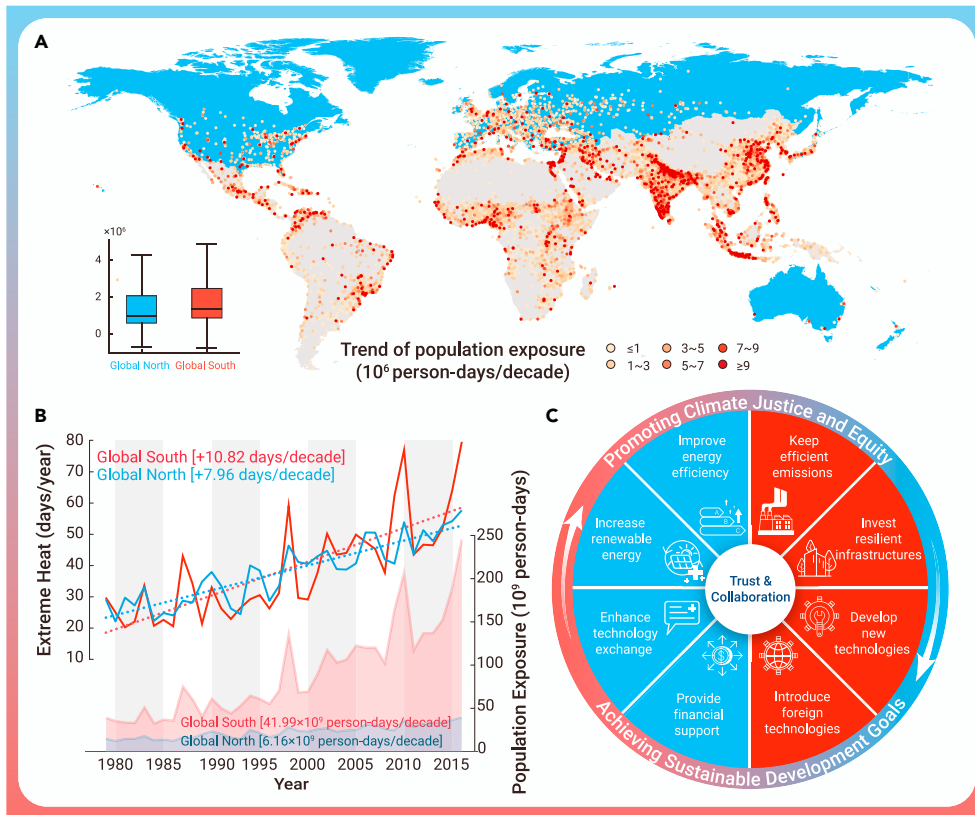 A
×10⁶
4
2
0
Global North
Global South
Trend of population exposure
(10⁶ person-days/decade)
≤1
3~5
7~9
1~3
5~7
≥9
B
Extreme Heat (days/year)
80
70
60
50
40
30
20
10
Global South [+10.82 days/decade]
Global North [+7.96 days/decade]
Global South [41.99×10⁹ person-days/decade]
Global North [6.16×10⁹ person-days/decade]
1980
1985
1990
1995
2000
2005
2010
2015
Year
250
200
150
100
50
0
Population Exposure (10⁹ person-days)
C
Promoting Climate Justice and Equity
Improve
energy
efficiency
Keep
efficient
emissions
Increase
renewable
energy
Invest
resilient
infrastructures
A
B
C
Trust &
Collaboration
Enhance
technology
exchange
Develop
new
technologies
Provide
financial
support
Introduce
foreign
technologies
Achieving Sustainable Development Goals